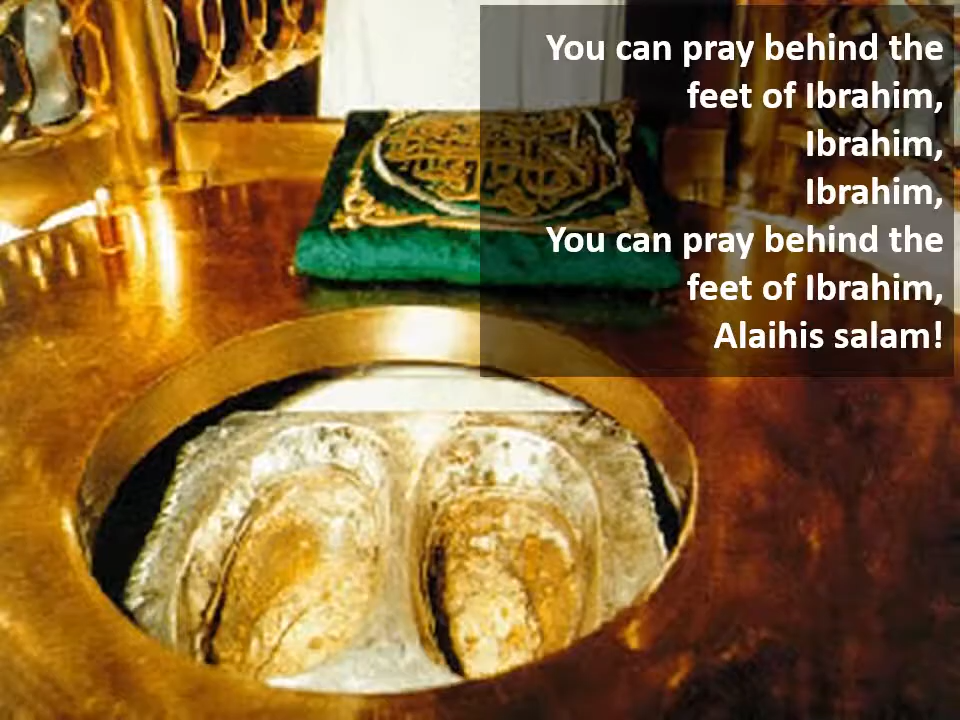 You can pray behind the
feet of Ibrahim,
Ibrahim,
Ibrahim,
You can pray behind the
feet of Ibrahim,
Alaihis salam!